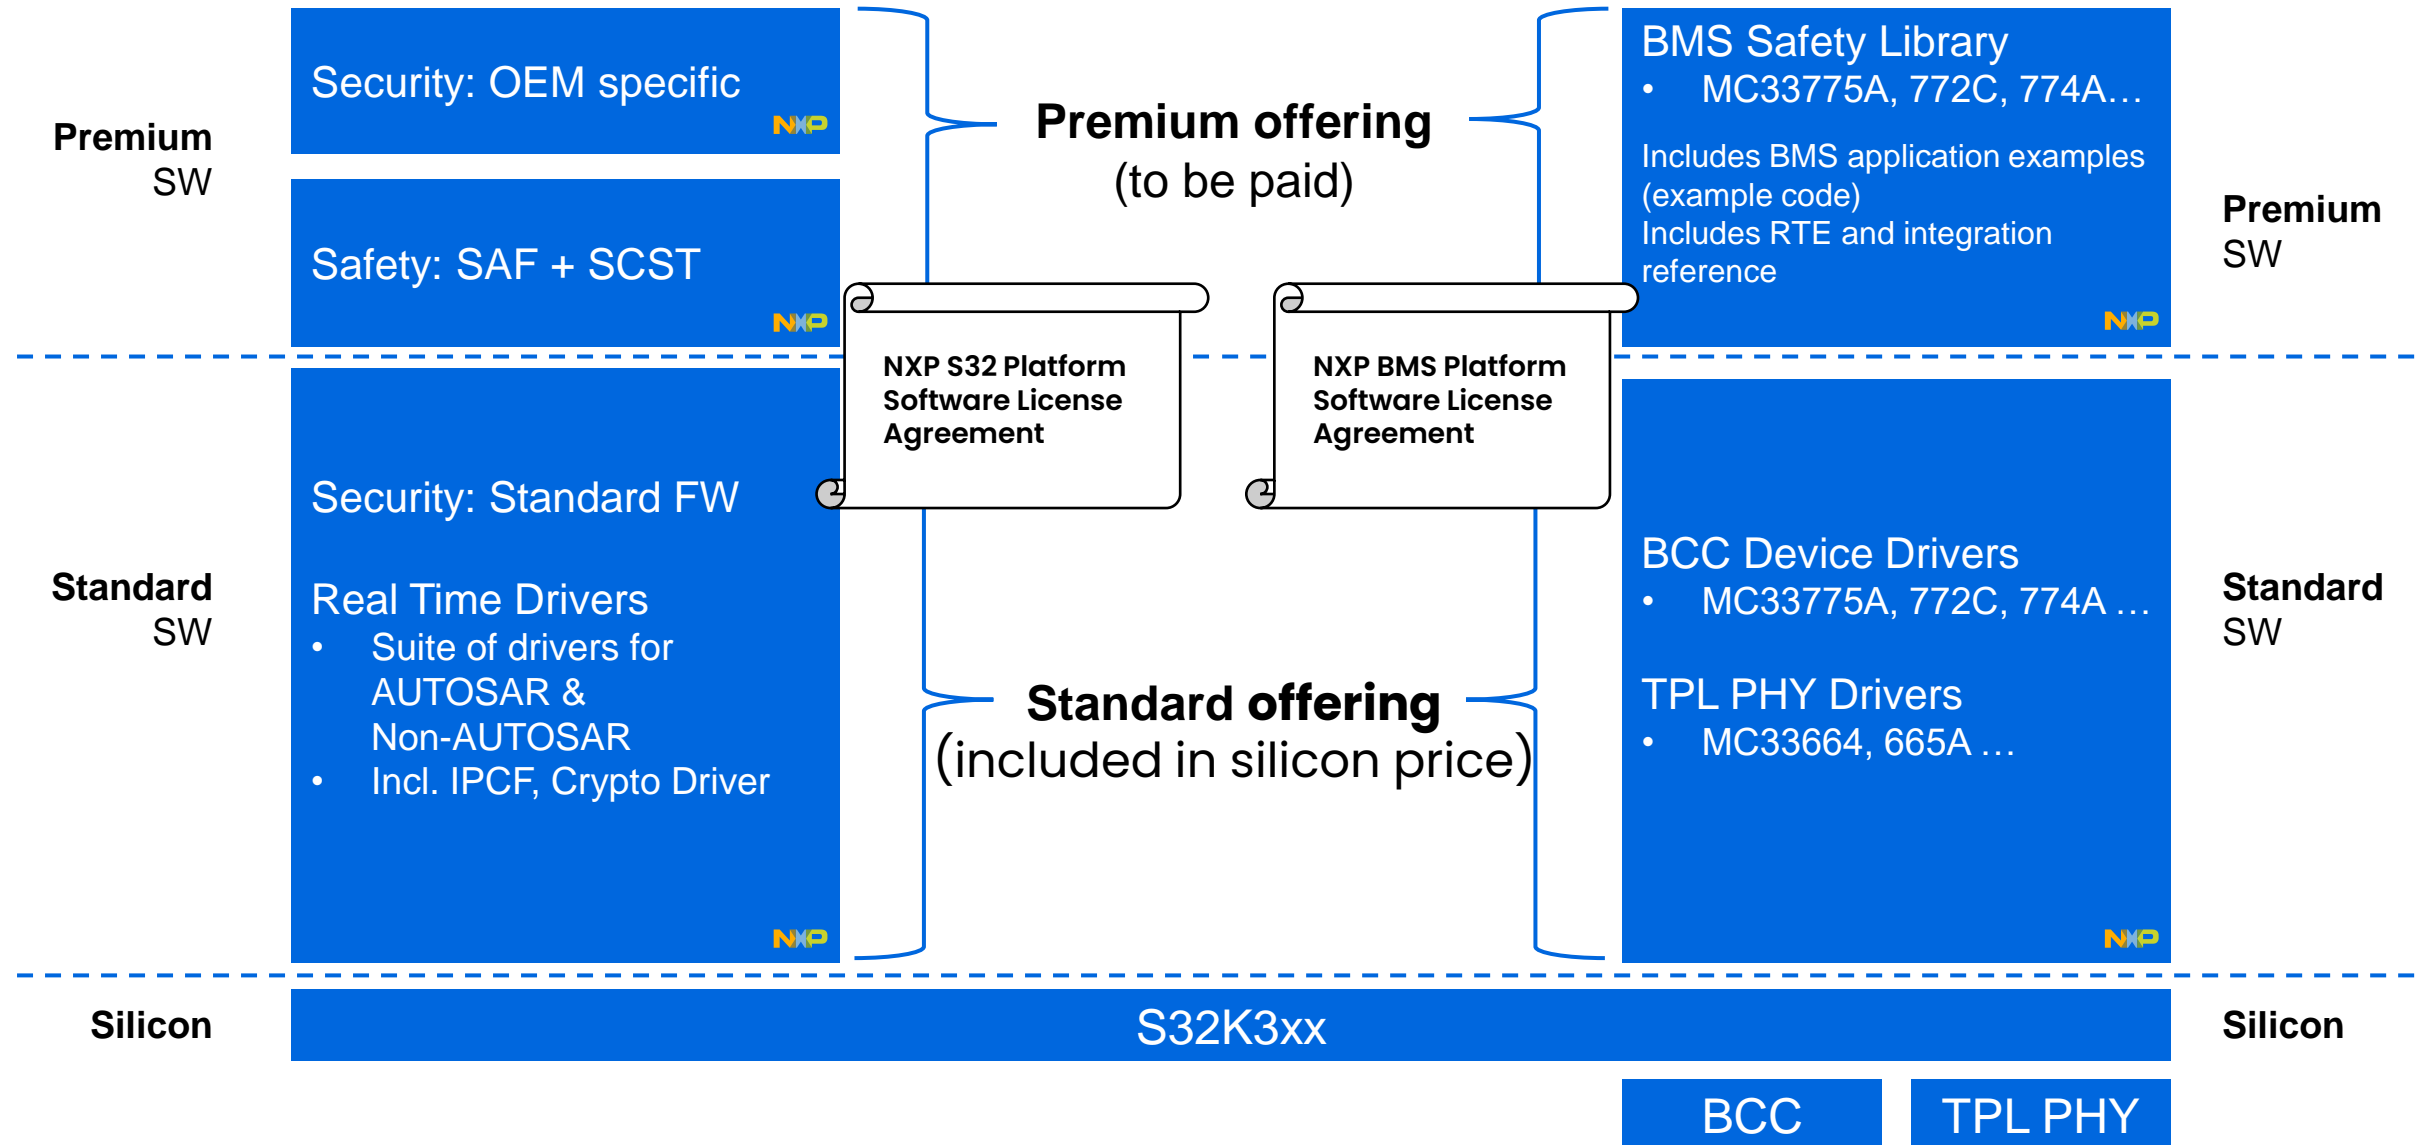 Premium
SW
Security: OEM specific
NXP
Safety: SAF + SCST
NXP
Premium offering
(to be paid)
BMS Safety Library
• MC33775A, 772C, 774A…
Includes BMS application examples
(example code)
Includes RTE and integration
reference
NXP
Premium
SW
NXP S32 Platform
Software License
Agreement
NXP BMS Platform
Software License
Agreement
Standard
SW
Security: Standard FW
Real Time Drivers
• Suite of drivers for
AUTOSAR &
Non-AUTOSAR
• Incl. IPCF, Crypto Driver
NXP
Standard offering
(included in silicon price)
BCC Device Drivers
• MC33775A, 772C, 774A …
TPL PHY Drivers
• MC33664, 665A …
NXP
Standard
SW
Silicon
S32K3xx
Silicon
BCC
TPL PHY